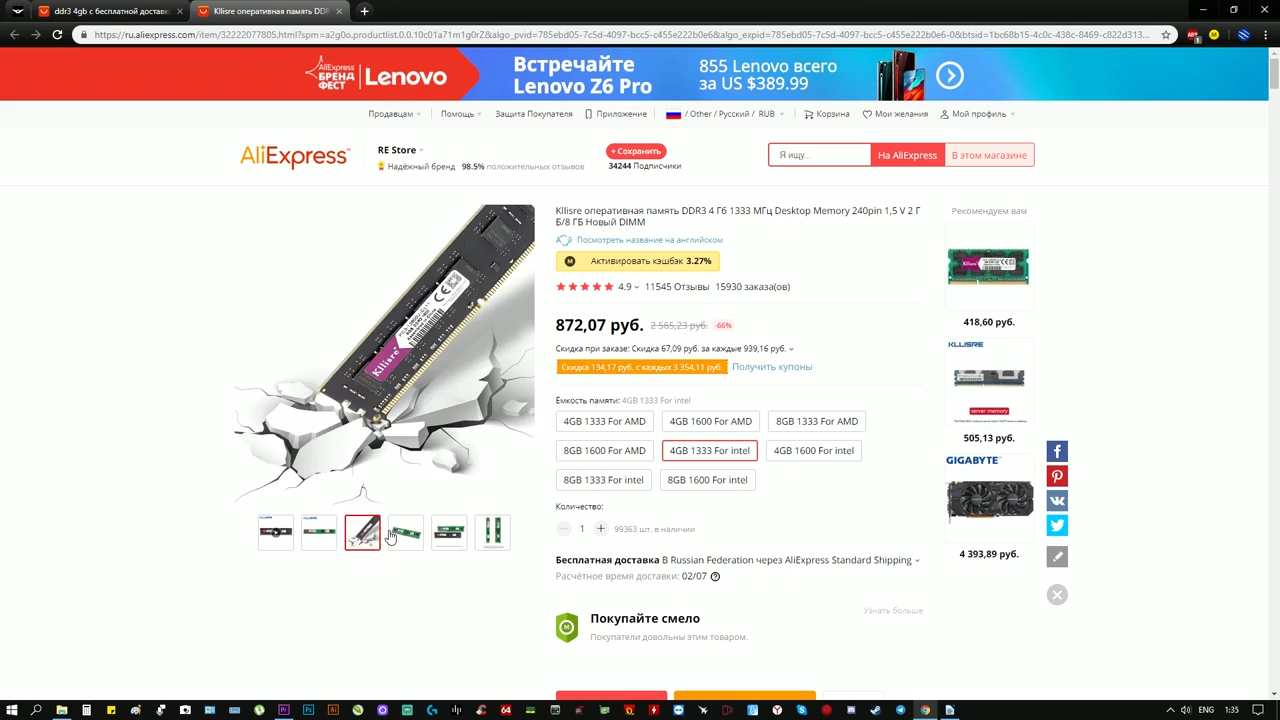 ddr3 4gb с бесплатной доставк
Kllisre оперативная память DDR
https://ru.aliexpress.com/item/32222077805.html?spm=a2g0o.productlist.0.0.10c01a71m1g0rZ&algo_pvid=785ebd05-7c5d-4097-bcc5-c455e222b0e6&algo_expid=785ebd05-7c5d-4097-bcc5-c455e222b0e6-0&btsid=1bc68b15-4c0c-438c-8469-c822d313...
AliExpress
БРЕНД
ФЕСТ
Lenovo
Встречайте
Lenovo Z6 Pro
855 Lenovo всего
за US $389.99
Продавцам
Помощь
Защита Покупателя
Приложение
/ Other / Русский / RUB
Корзина
Мои желания
Мой профиль
AliExpress™
RE Store
Надёжный бренд 98.5% положительных отзывов
+ Сохранить
34244 Подписчики
Я ищу...
На AliExpress
В этом магазине
Kllisre оперативная память DDR3 4 Гб 1333 МГц Desktop Memory 240pin 1,5 V 2 Г
Б/8 ГБ Новый DIMM
Посмотреть название на английском
Активировать кэшбэк 3.27%
4.9 11545 Отзывы 15930 заказа(ов)
872,07 руб. 2 565,23 руб. -66%
Скидка при заказе: Скидка 67,09 руб. за каждые 939,16 руб.
Скидка 134,17 руб. с каждых 3 354,11 руб. Получить купоны
Ёмкость памяти: 4GB 1333 For intel
4GB 1333 For AMD
4GB 1600 For AMD
8GB 1333 For AMD
8GB 1600 For AMD
4GB 1333 For intel
4GB 1600 For intel
8GB 1333 For intel
8GB 1600 For intel
Количество:
1
99363 шт. в наличии
Бесплатная доставка В Russian Federation через AliExpress Standard Shipping
Расчётное время доставки: 02/07
Узнать больше
Покупайте смело
Покупатели довольны этим товаром.
Kllisre
Рекомендуем вам
Kllisre
418,60 руб.
KLLISRE
server memory
505,13 руб.
GIGABYTE™
4 393,89 руб.
ENG
1:35